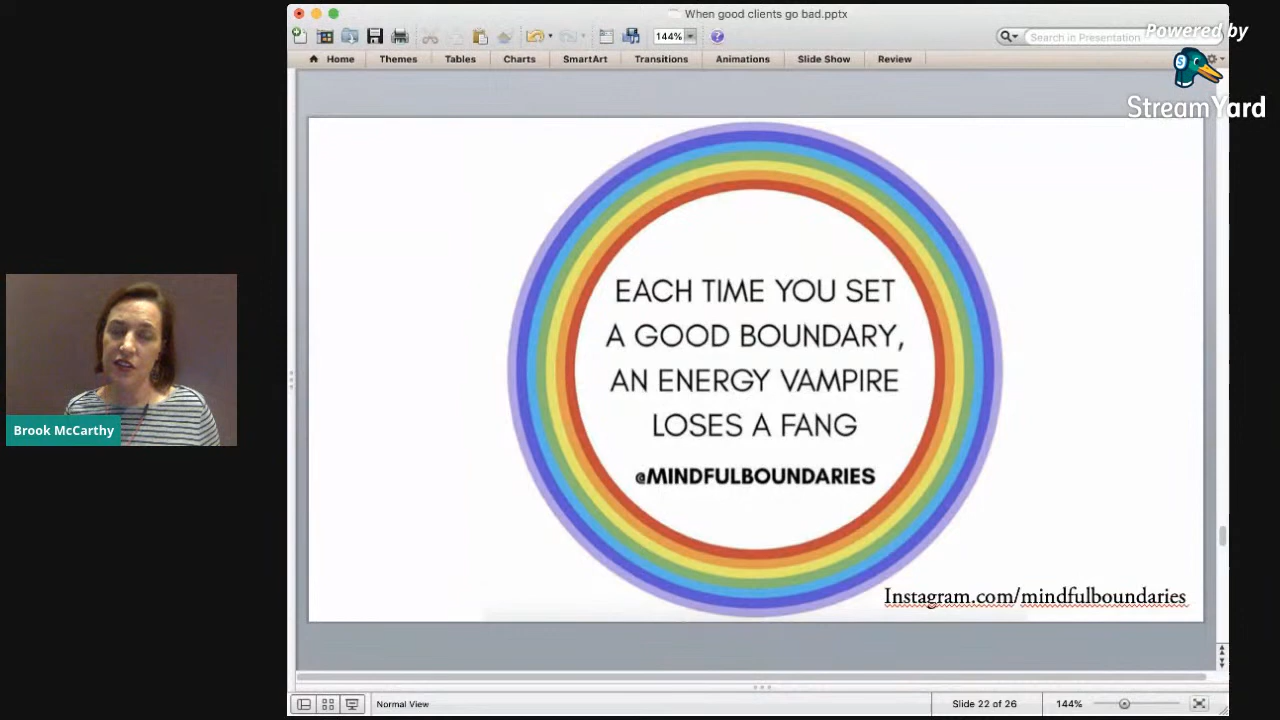 When good clients go bad.pptx
Powered by
144%
Search in Presentation
Home Themes Tables Charts SmartArt Transitions Animations Slide Show Review
StreamYard
EACH TIME YOU SET
A GOOD BOUNDARY,
AN ENERGY VAMPIRE
LOSES A FANG
@MINDFULBOUNDARIES
Brook McCarthy
Instagram.com/mindfulboundaries
Normal View
Slide 22 of 26
144%